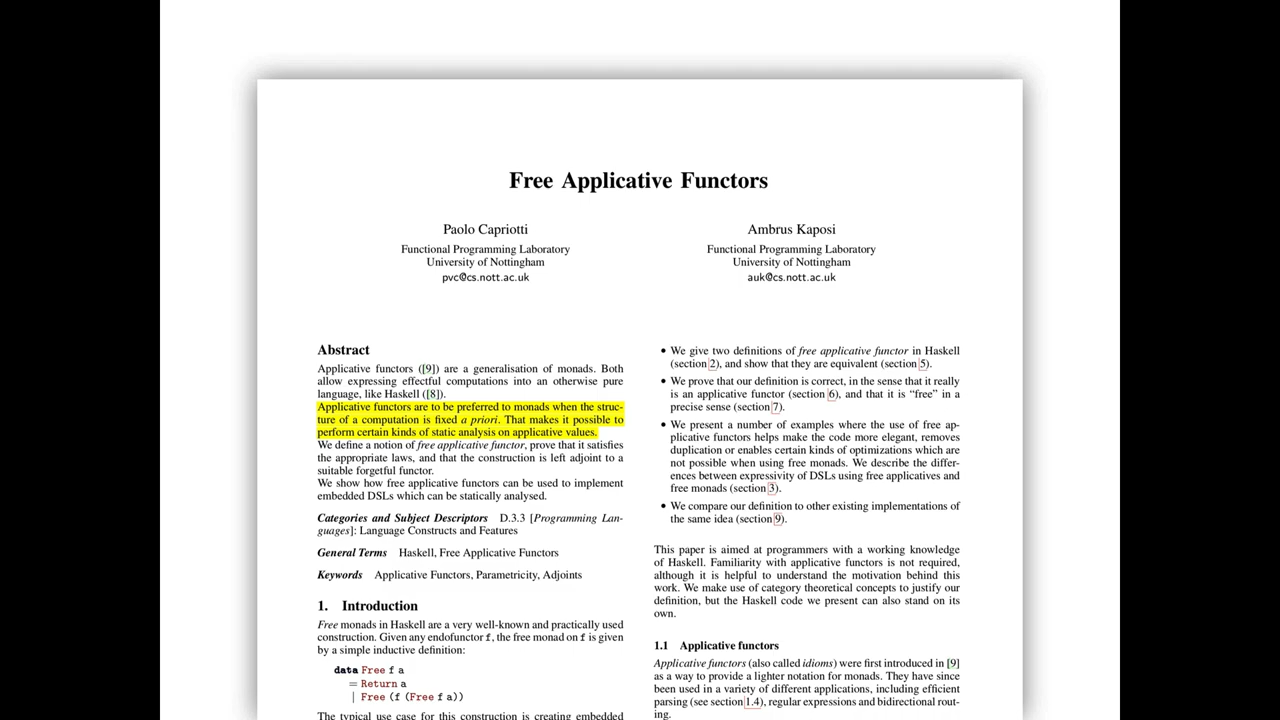 Free Applicative Functors
Paolo Capriotti
Functional Programming Laboratory
University of Nottingham
pvc@cs.nott.ac.uk
Ambrus Kaposi
Functional Programming Laboratory
University of Nottingham
auk@cs.nott.ac.uk
Abstract
Applicative functors ([9]) are a generalisation of monads. Both
allow expressing effectful computations into an otherwise pure
language, like Haskell ([8]).
Applicative functors are to be preferred to monads when the struc-
ture of a computation is fixed a priori. That makes it possible to
perform certain kinds of static analysis on applicative values.
We define a notion of free applicative functor, prove that it satisfies
the appropriate laws, and that the construction is left adjoint to a
suitable forgetful functor.
We show how free applicative functors can be used to implement
embedded DSLs which can be statically analysed.
Categories and Subject Descriptors D.3.3 [Programming Lan-
guages]: Language Constructs and Features
General Terms Haskell, Free Applicative Functors
Keywords Applicative Functors, Parametricity, Adjoints
1. Introduction
Free monads in Haskell are a very well-known and practically used
construction. Given any endofunctor f, the free monad on f is given
by a simple inductive definition:
data Free f a
= Return a
| Free (f (Free f a))
The typical use case for this construction is creating embedded
• We give two definitions of free applicative functor in Haskell
(section 2), and show that they are equivalent (section 5).
• We prove that our definition is correct, in the sense that it really
is an applicative functor (section 6), and that it is “free” in a
precise sense (section 7).
• We present a number of examples where the use of free ap-
plicative functors helps make the code more elegant, removes
duplication or enables certain kinds of optimizations which are
not possible when using free monads. We describe the differ-
ences between expressivity of DSLs using free applicatives and
free monads (section 3).
• We compare our definition to other existing implementations of
the same idea (section 9).
This paper is aimed at programmers with a working knowledge
of Haskell. Familiarity with applicative functors is not required,
although it is helpful to understand the motivation behind this
work. We make use of category theoretical concepts to justify our
definition, but the Haskell code we present can also stand on its
own.
1.1 Applicative functors
Applicative functors (also called idioms) were first introduced in [9]
as a way to provide a lighter notation for monads. They have since
been used in a variety of different applications, including efficient
parsing (see section 1.4), regular expressions and bidirectional rout-
ing.